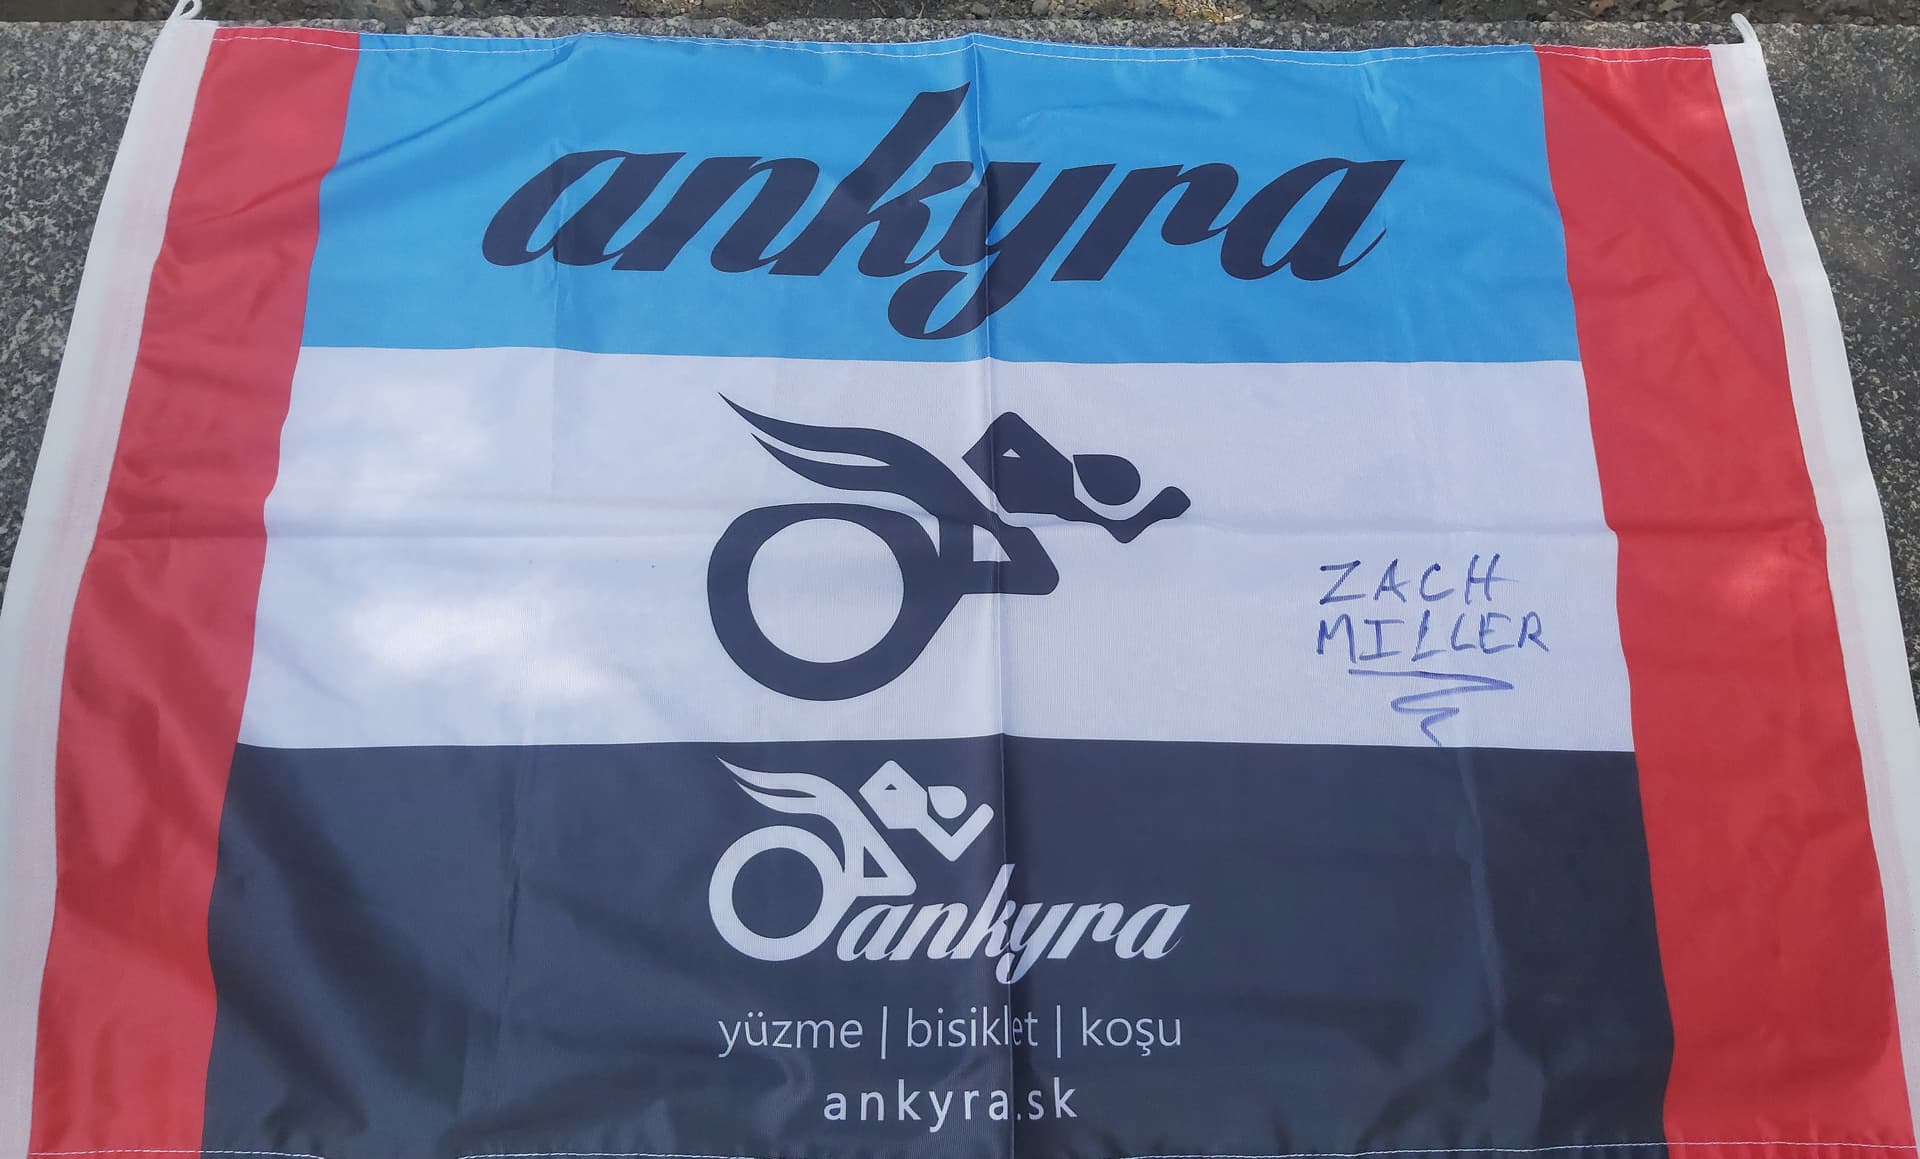 ankyra
ZACH
MILLER
ankyra
yüzme | bisiklet | koşu
ankyra.sk